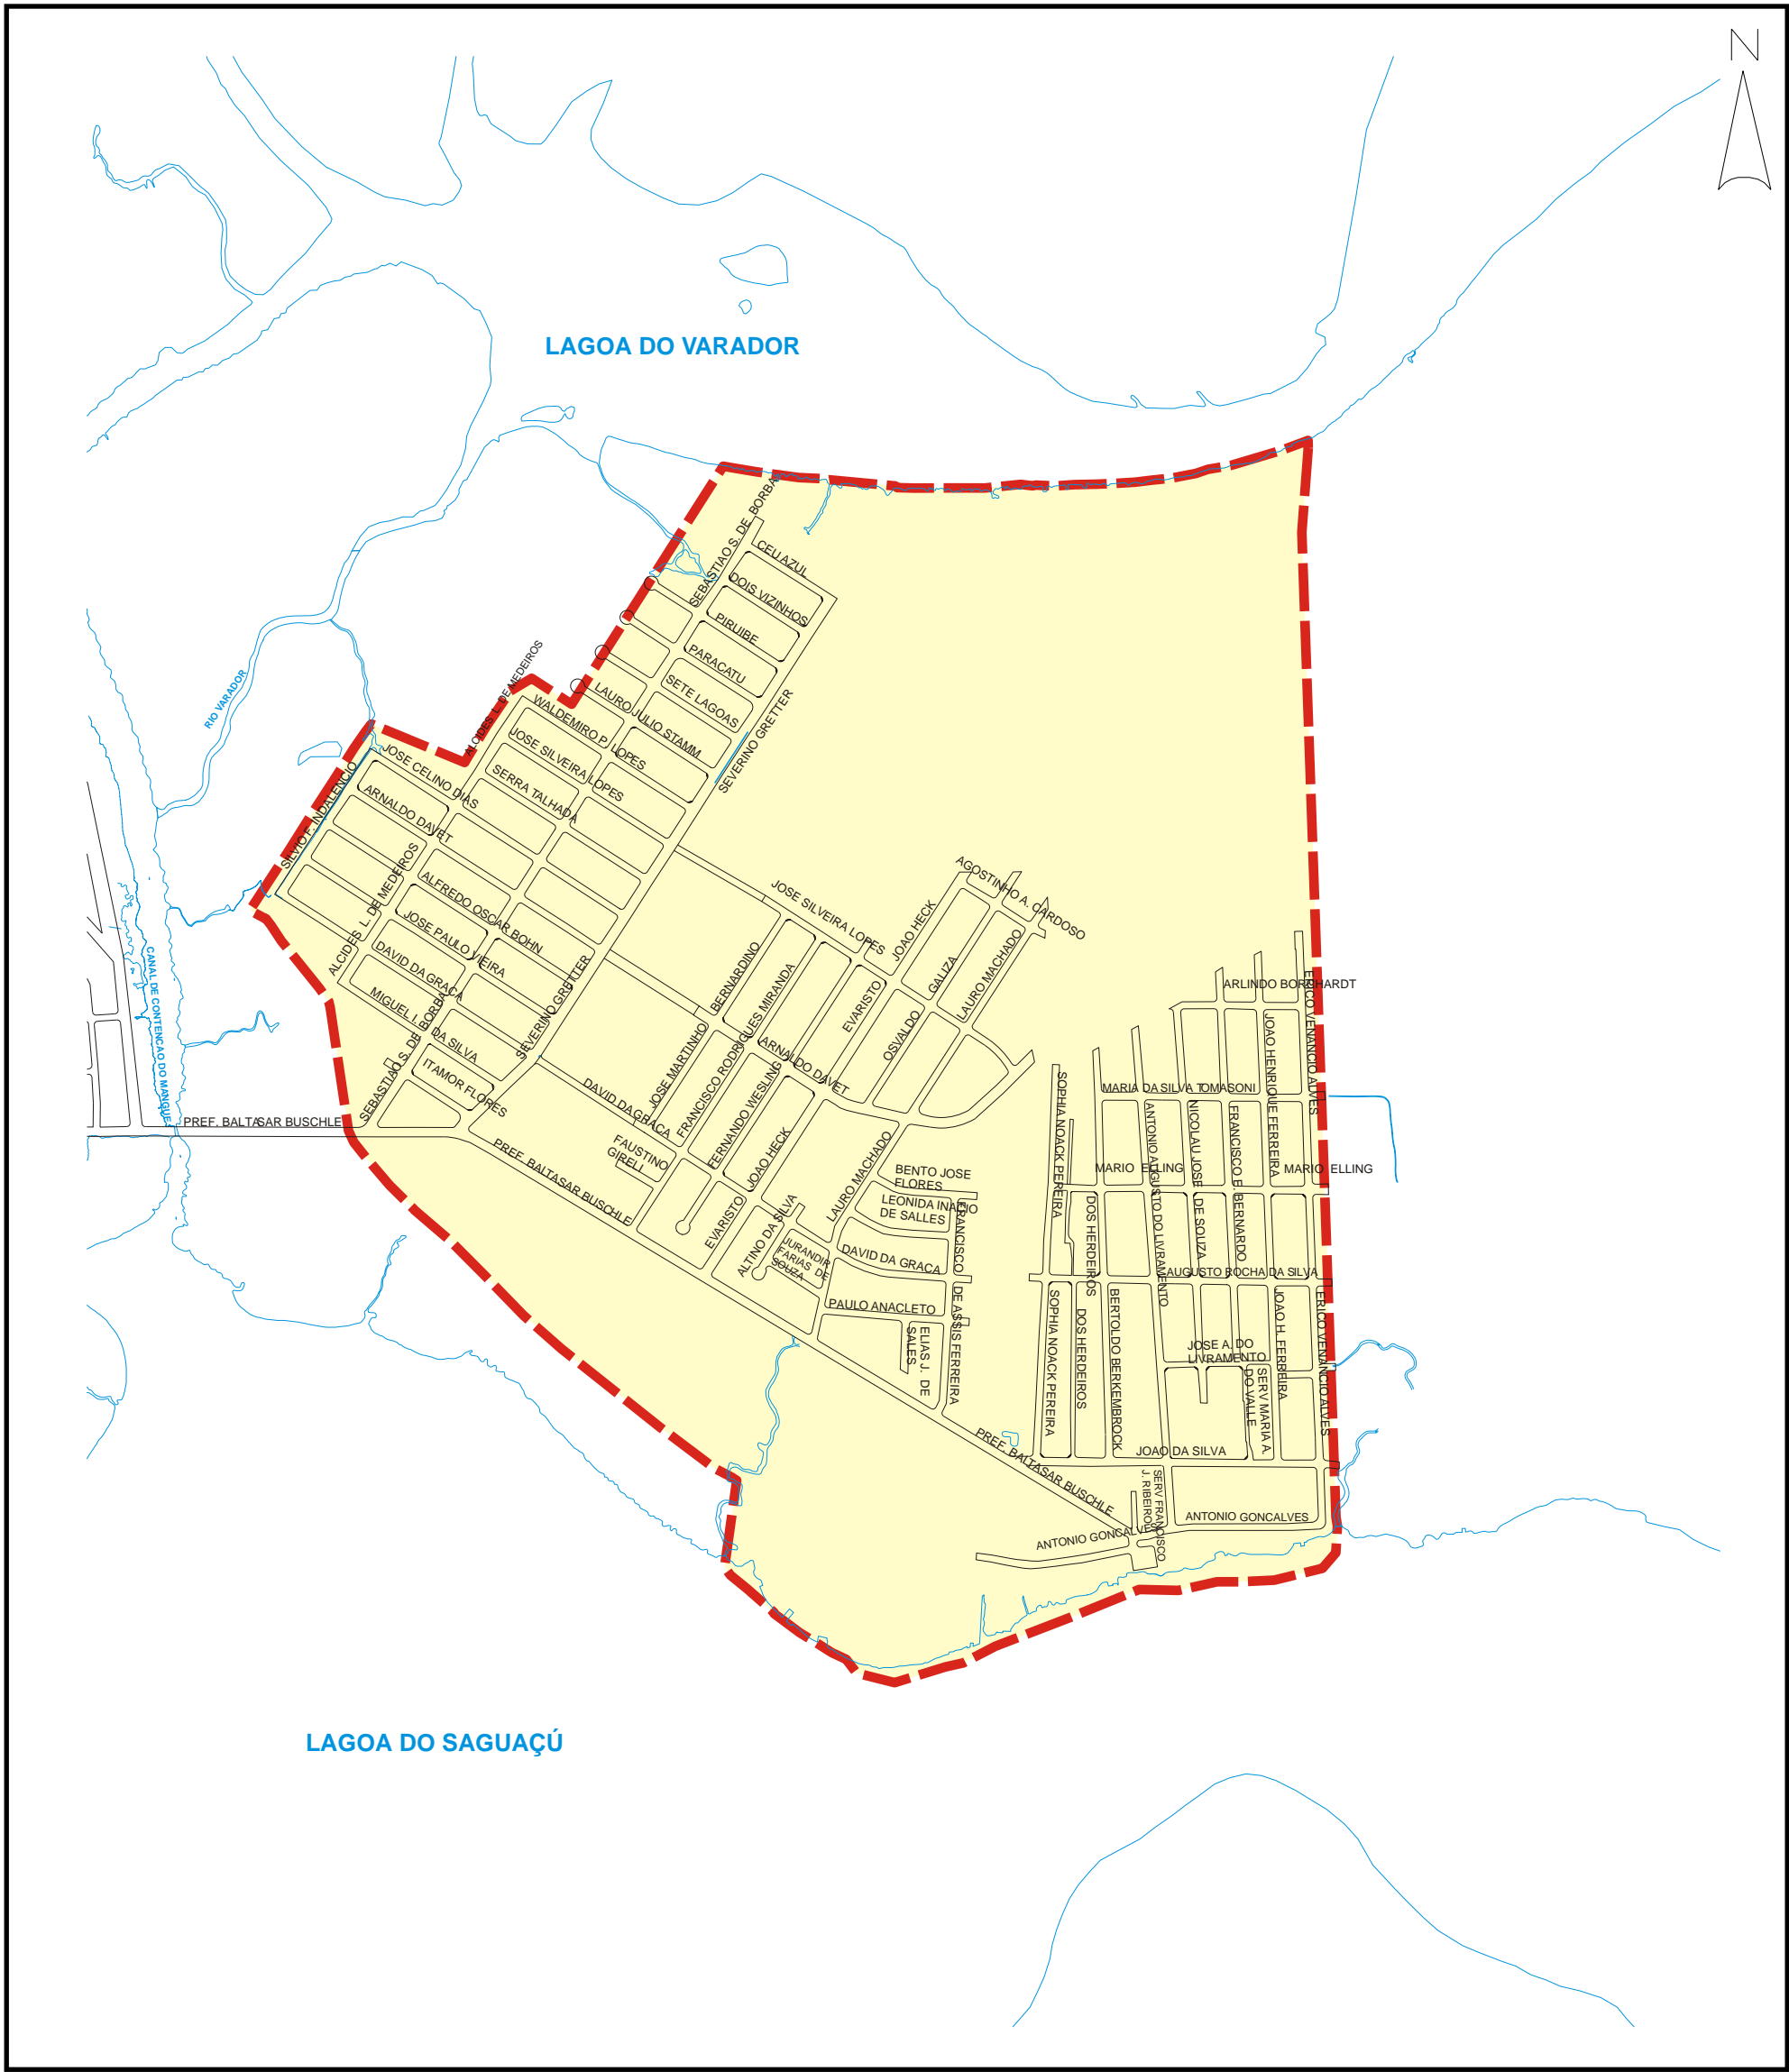 N
LAGOA DO VARADOR
SEBASTIAO S. DE BORBA
CEU AZUL
DOIS VIZINHOS
PIRUIBE
PARACATU
SETE LAGOAS
LAURO JULIO STAMM
SEVERINO GRETTER
ALCIDES L. DE MEDEIROS
WALDEMIRO P. LOPES
JOSE SILVEIRA LOPES
SERRA TALHADA
RIO VARADOR
JOSE CELINO DIAS
ARNALDO DAVET
SILVIO F. INDALENCIO
ALCIDES L. DE MEDEIROS
ALFREDO OSCAR BOHN
JOSE PAULO VIEIRA
DAVID DA GRACA
MIGUEL I. DA SILVA
SEBASTIAO S. DE BORBA
ITAMOR FLORES
SEVERINO GRETTER
CANAL DE CONTENCAO DO MANGUE
PREF. BALTASAR BUSCHLE
AGOSTINHO A. CARDOSO
JOSE SILVEIRA LOPES
JOAO HECK
GALIZA
LAURO MACHADO
JOSE MARTINHO BERNARDINO
FRANCISCO RODRIGUES MIRANDA
EVARISTO
OSVALDO
ARNALDO DAVET
FERNANDO WESLING
DAVID DA GRACA
FAUSTINO
GIRELI
JOAO HECK
PREF. BALTASAR BUSCHLE
EVARISTO
ALTINO DA SILVA
JURANDIR
FARIAS DE
SOUZA
LAURO MACHADO
BENTO JOSE
FLORES
LEONIDA INACIO
DE SALLES
FRANCISCO DE ASSIS FERREIRA
DAVID DA GRACA
PAULO ANACLETO
ELIAS J. DE
SALES
ARLINDO BORCHARDT
ERICO VENANCIO ALVES
JOAO HENRIQUE FERREIRA
MARIA DA SILVA TOMASONI
SOPHIA NOACK PEREIRA
ANTONIO AUGUSTO DO LIVRAMENTO
NICOLAU JOSE DE SOUZA
FRANCISCO E. BERNARDO
MARIO ELLING
MARIO ELLING
DOS HERDEIROS
AUGUSTO ROCHA DA SILVA
SOPHIA NOACK PEREIRA
DOS HERDEIROS
BERTOLDO BERKEMBROCK
JOAO H. FERREIRA
ERICO VENANCIO ALVES
JOSE A. DO
LIVRAMENTO
SERV MARIA A.
DO VALLE
JOAO DA SILVA
PREF. BALTASAR BUSCHLE
SERV FRANCISCO
J. RIBEIRO
ANTONIO GONCALVES
ANTONIO GONCALVES
LAGOA DO SAGUAÇÚ